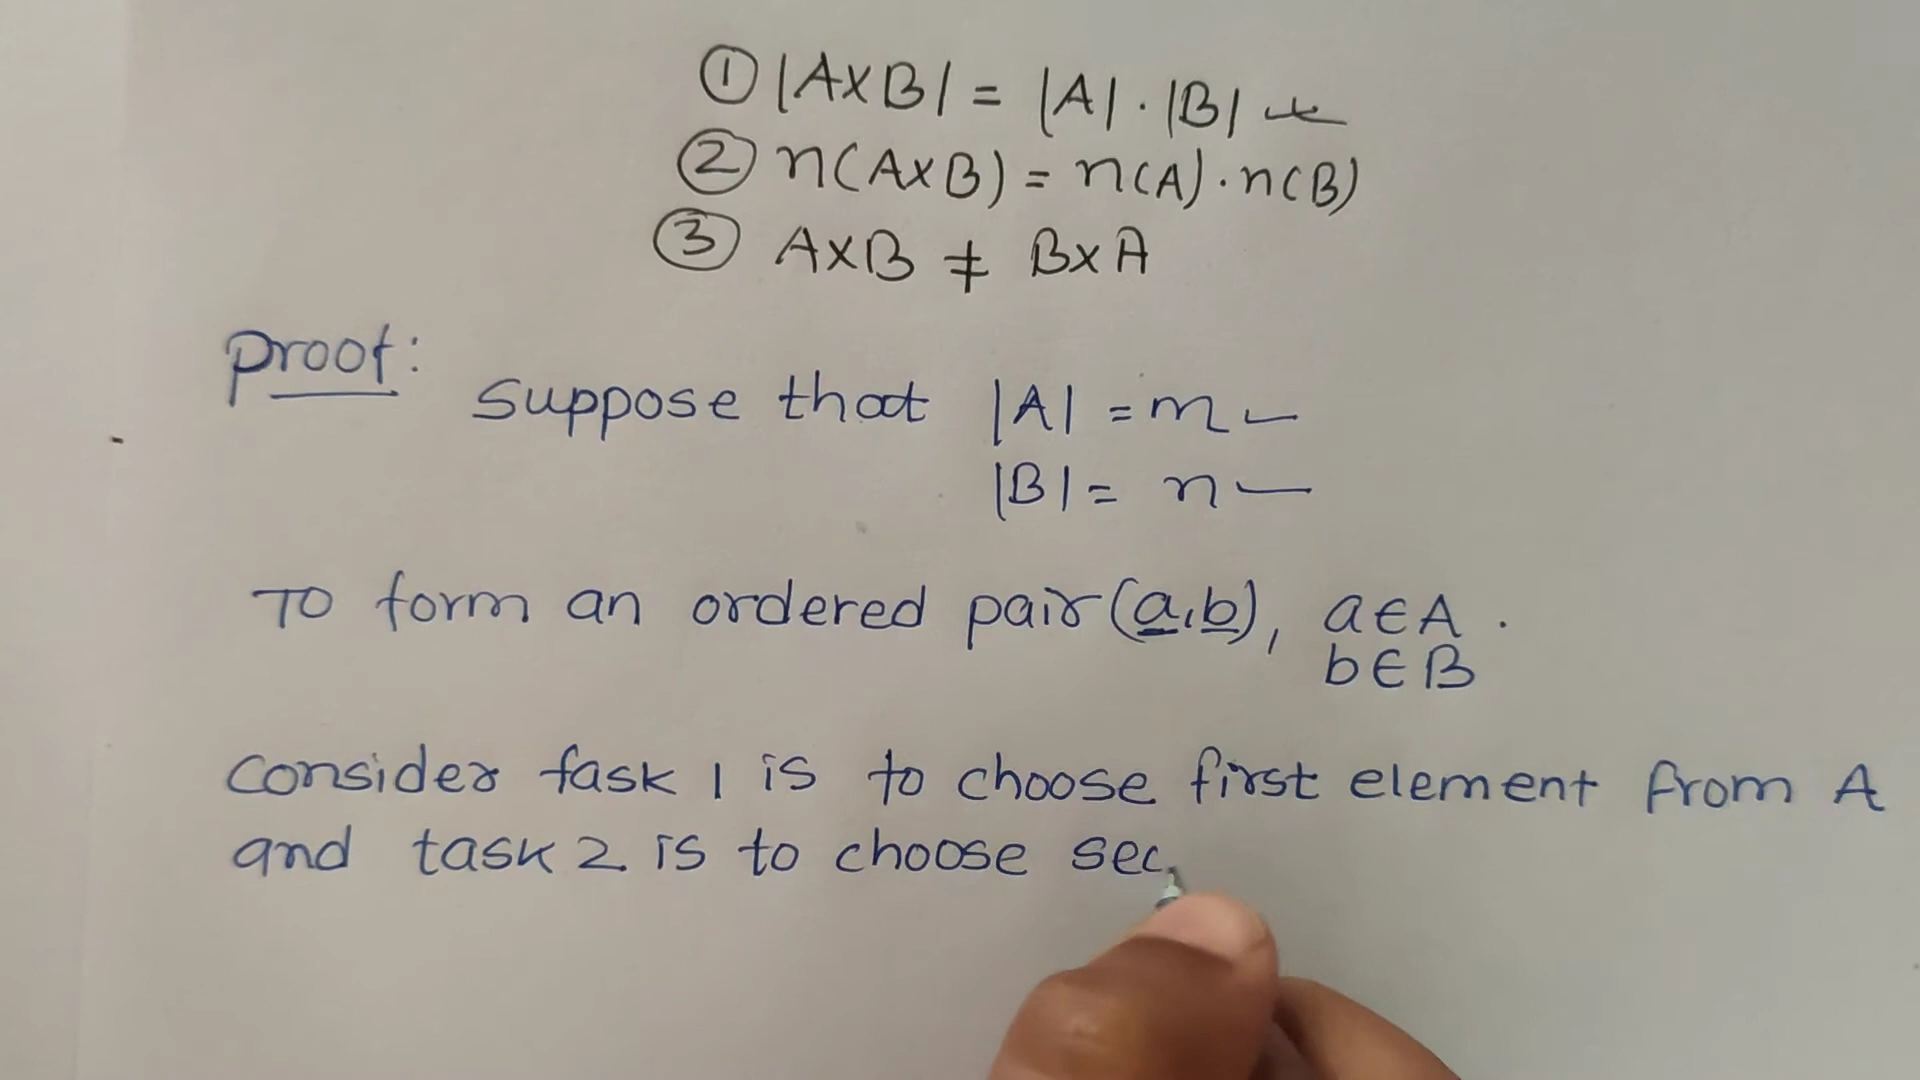 ① |A×B| = |A|·|B|
② n(A×B) = n(A)·n(B)
③ A×B ≠ B×A
Proof:
Suppose that |A| = m
|B| = n
To form an ordered pair (a,b), a∈A.
b∈B
Consider task 1 is to choose first element from A
and task 2 is to choose sec